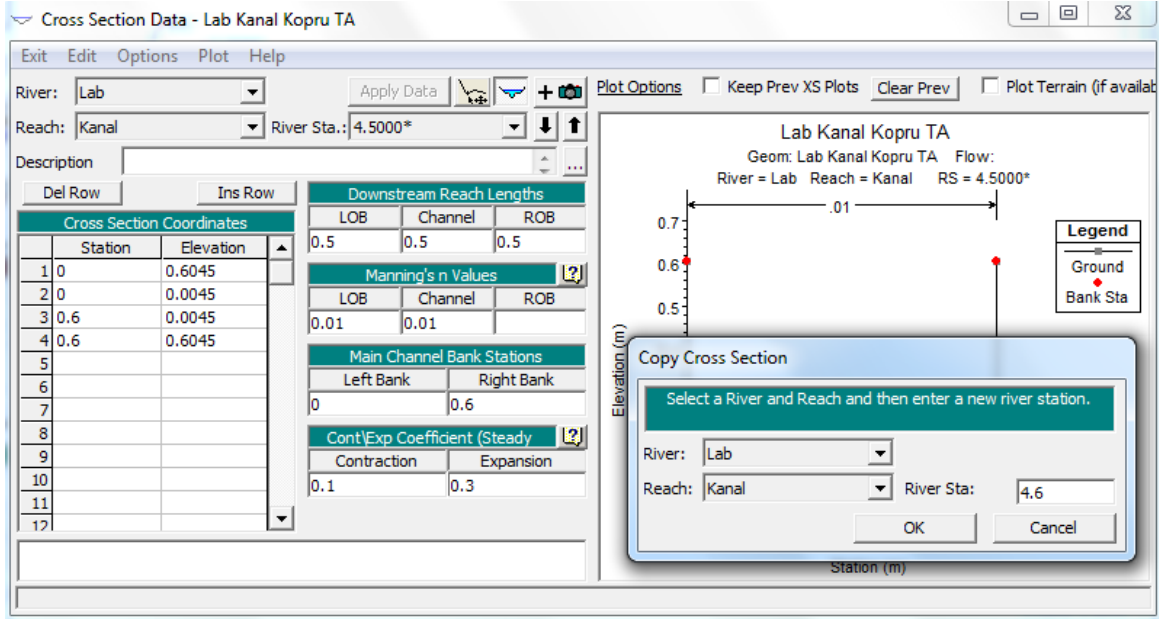 Cross Section Data - Lab Kanal Kopru TA
Exit Edit Options Plot Help
River: Lab Apply Data Plot Options Keep Prev XS Plots Clear Prev Plot Terrain (if availab
Reach: Kanal River Sta.: 4.5000*
Description ...
Del Row Ins Row
Cross Section Coordinates
Station Elevation
1 0 0.6045
2 0 0.0045
3 0.6 0.0045
4 0.6 0.6045
5
6
7
8
9
10
11
12
Downstream Reach Lengths
LOB Channel ROB
0.5 0.5 0.5
Manning's n Values
LOB Channel ROB
0.01 0.01
Main Channel Bank Stations
Left Bank Right Bank
0 0.6
Cont\Exp Coefficient (Steady
Contraction Expansion
0.1 0.3
Lab Kanal Kopru TA
Geom: Lab Kanal Kopru TA Flow:
River = Lab Reach = Kanal RS = 4.5000*
.01
0.7
0.6
0.5
Elevation (m)
Legend
Ground
Bank Sta
Copy Cross Section
Select a River and Reach and then enter a new river station.
River: Lab
Reach: Kanal River Sta: 4.6
OK Cancel
Station (m)